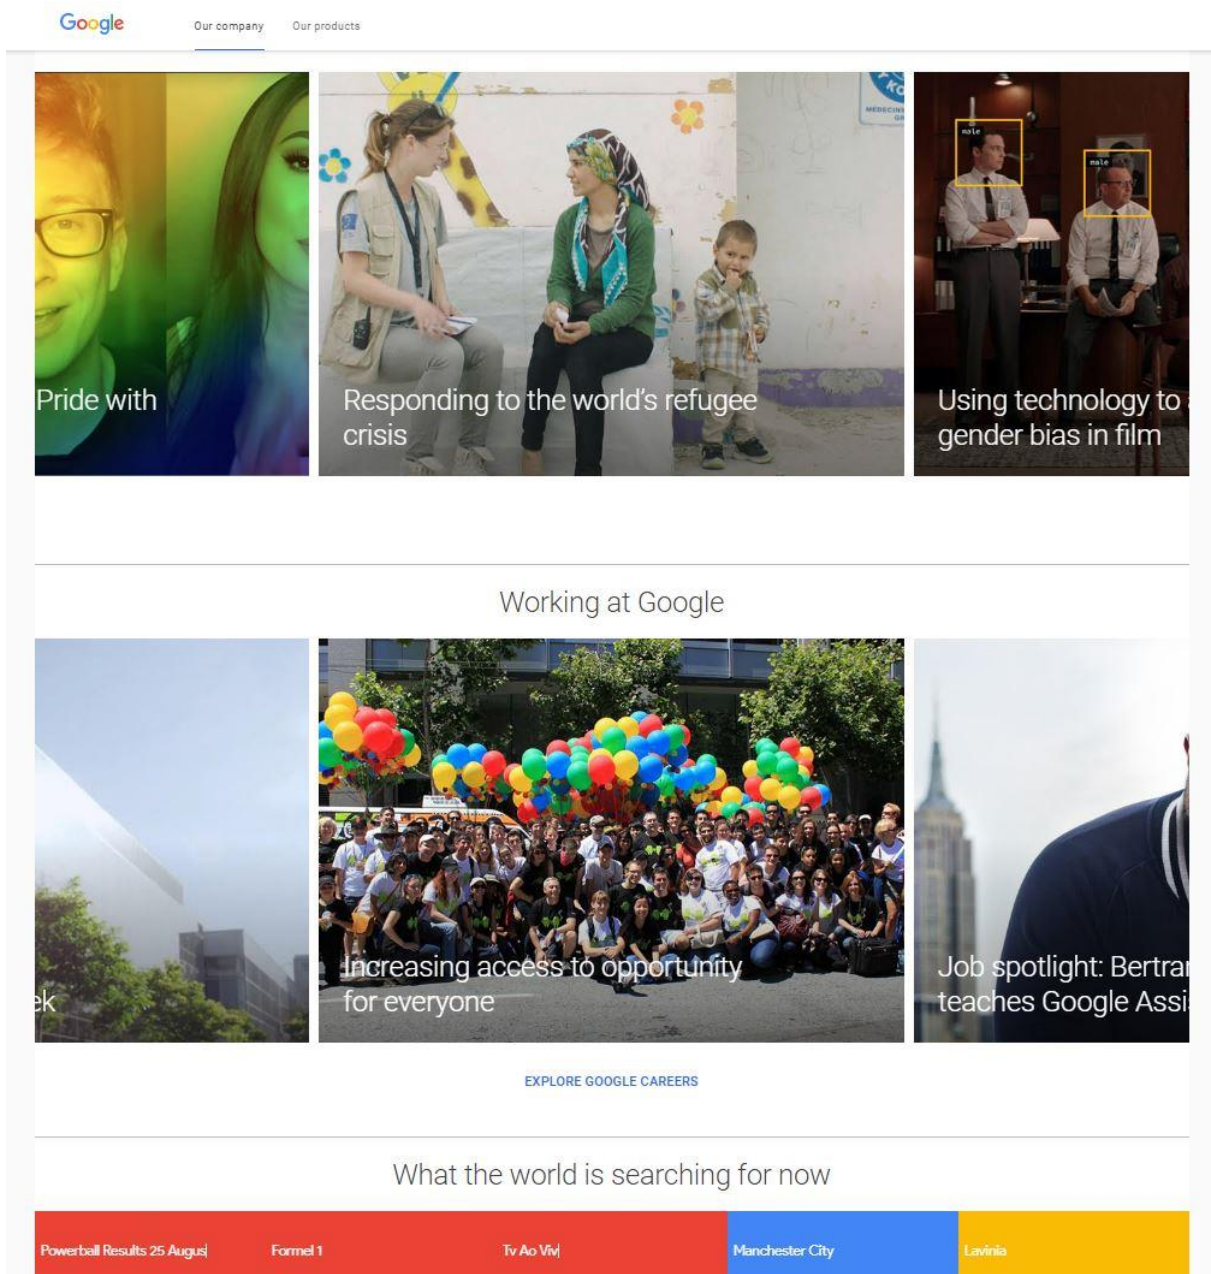 Google
Our company
Our products
male
male
Pride with
Responding to the world's refugee
crisis
Using technology to
gender bias in film
Working at Google
ek
Increasing access to opportunity
for everyone
Job spotlight: Bertra
teaches Google Assi
EXPLORE GOOGLE CAREERS
What the world is searching for now
Powerball Results 25 Augus
Formel 1
Tv Ao Viv
Manchester City
Lavinia